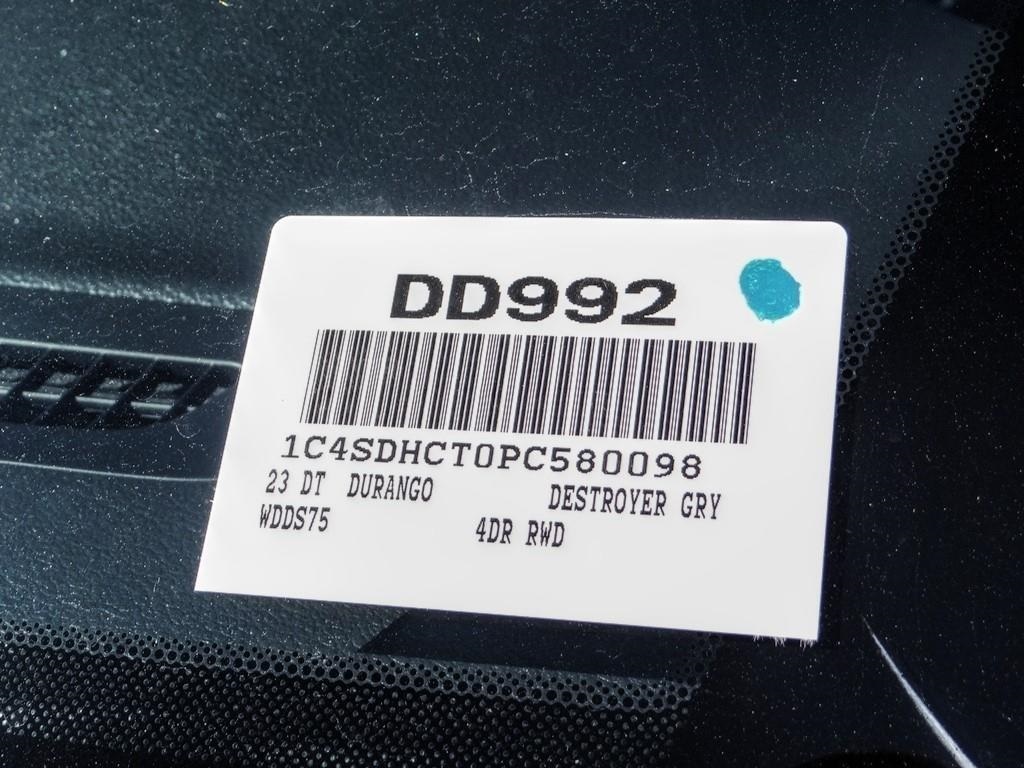 DD992
1C4SDHCT0PC580098
23 DT DURANGO DESTROYER GRY
WDDS75 4DR RWD